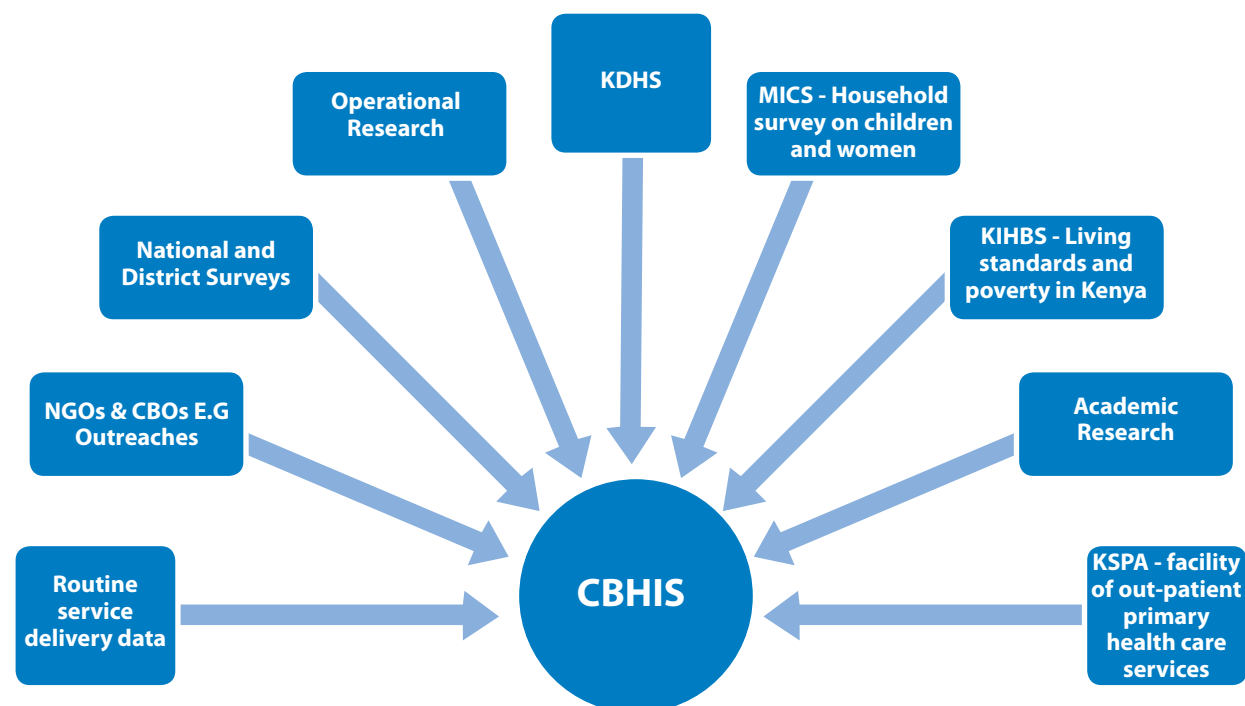 KDHS
Operational
Research
MICS - Household
survey on children
and women
National and
District Surveys
KIHBS - Living
standards and
poverty in Kenya
NGOs & CBOs E.G
Outreaches
Academic
Research
Routine
service
delivery data
CBHIS
KSPA - facility
of out-patient
primary
health care
services